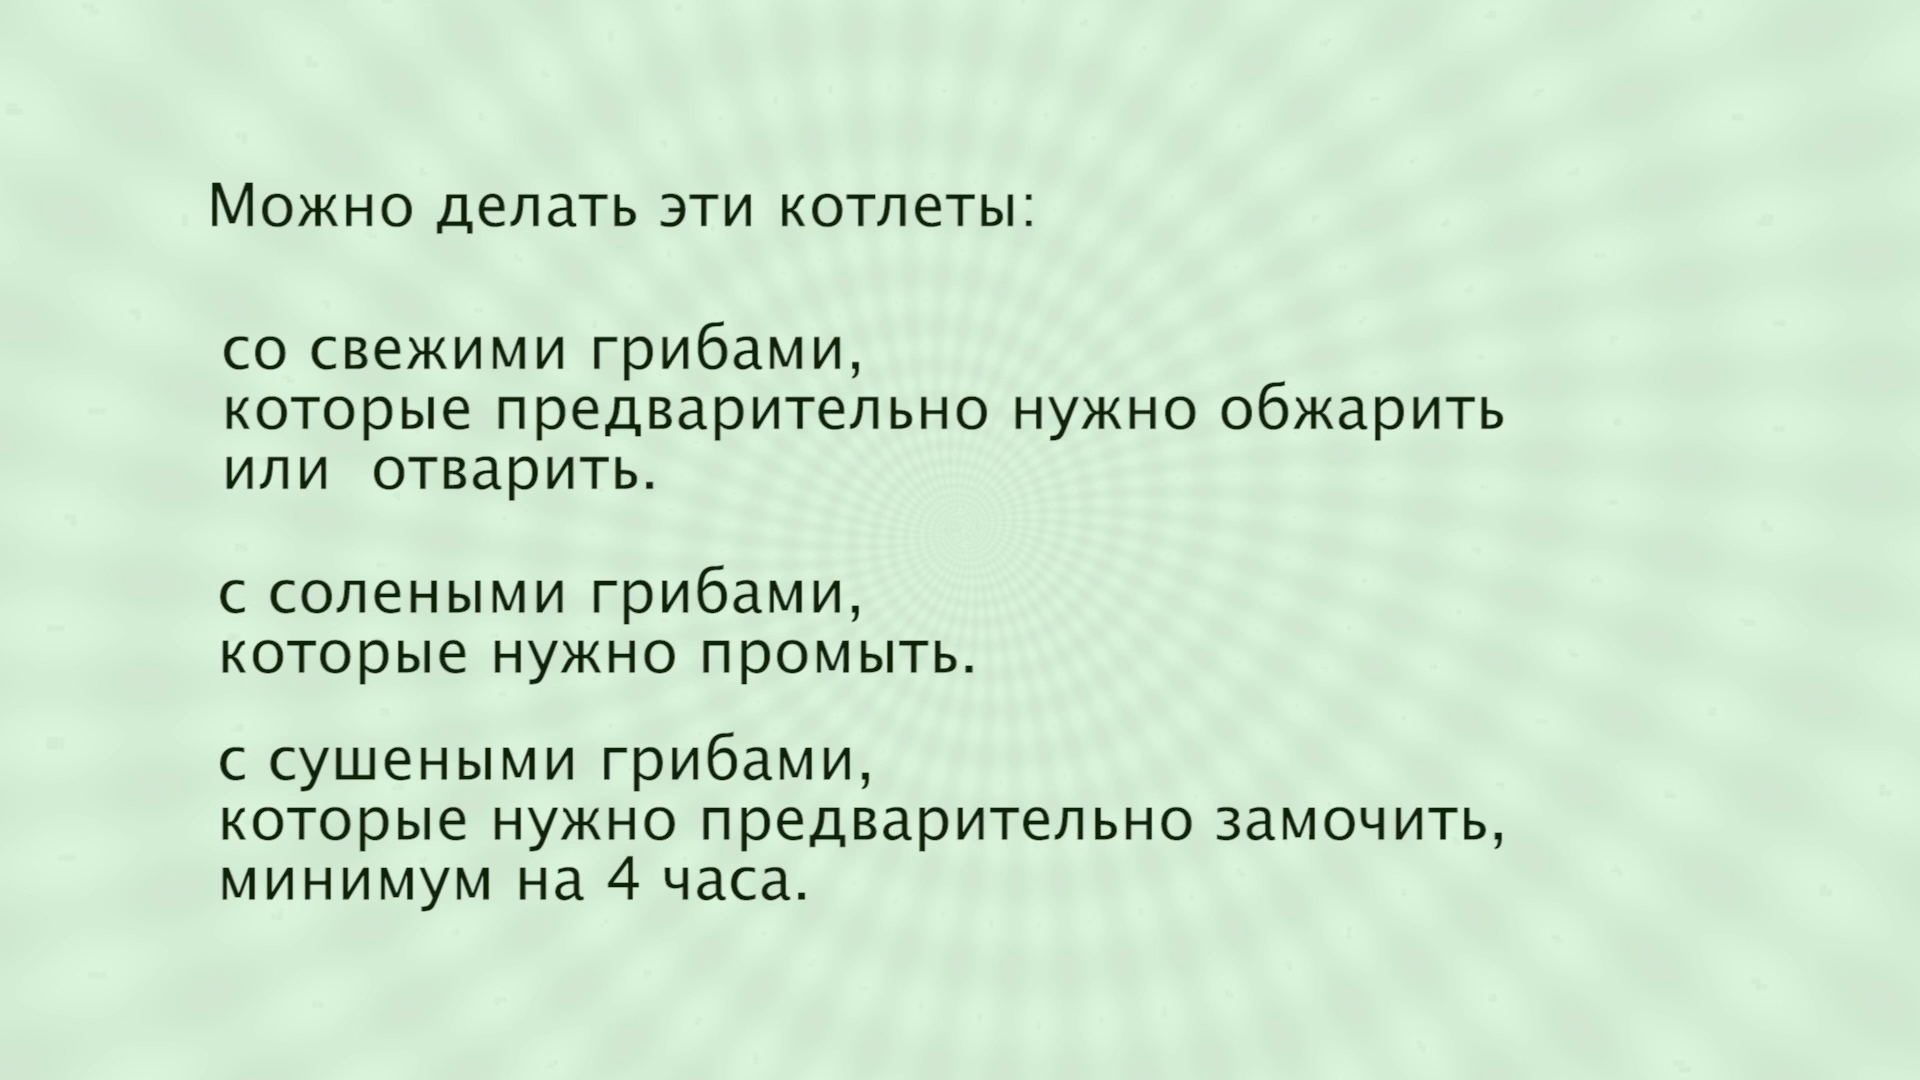 Можно делать эти котлеты:
со свежими грибами,
которые предварительно нужно обжарить
или отварить.
с солеными грибами,
которые нужно промыть.
с сушеными грибами,
которые нужно предварительно замочить,
минимум на 4 часа.